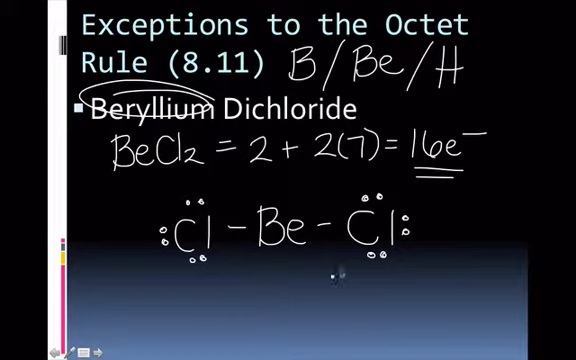 Exceptions to the Octet
Rule (8.11) B/Be/H
Beryllium Dichloride
BeCl₂ = 2 + 2(7) = 16e⁻
Cl - Be - Cl